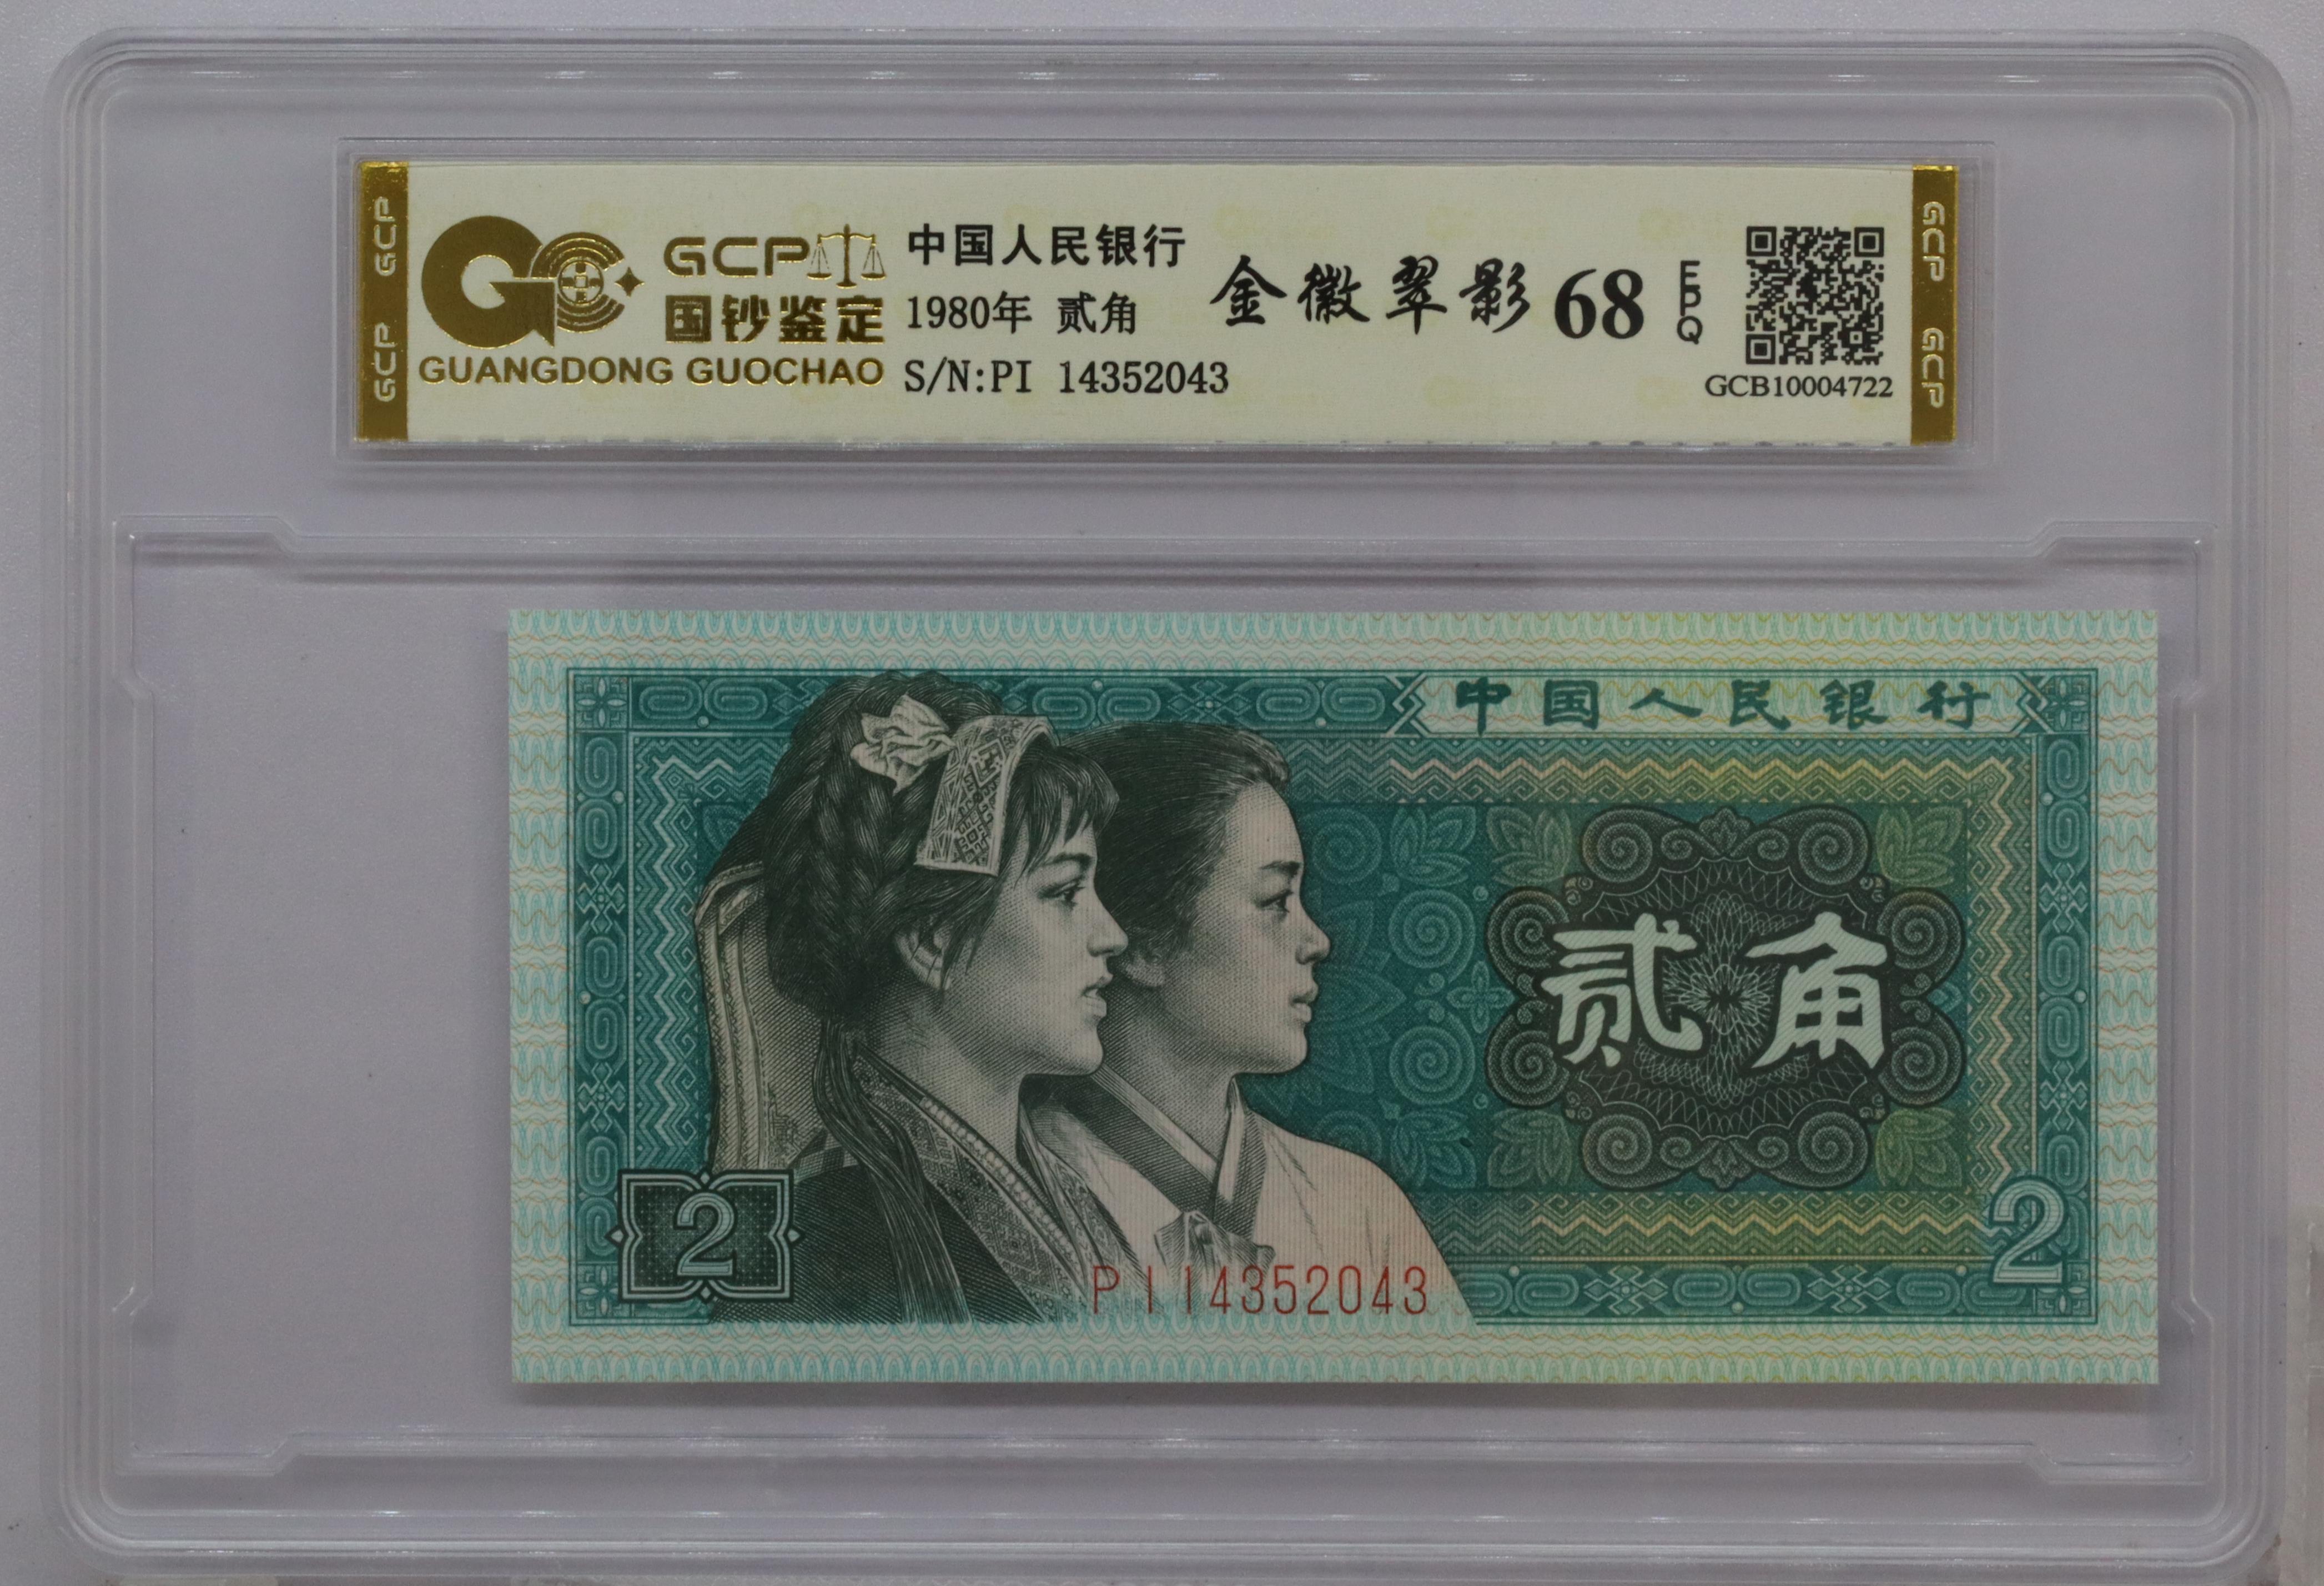 GCP
国钞鉴定
GUANGDONG GUOCHAO
中国人民银行
1980年 贰角
S/N:PI 14352043
金徽翠影 68 EPQ
GCB10004722
GCP GCP
GCP GCP
中国人民银行
贰角
2
2
PI14352043